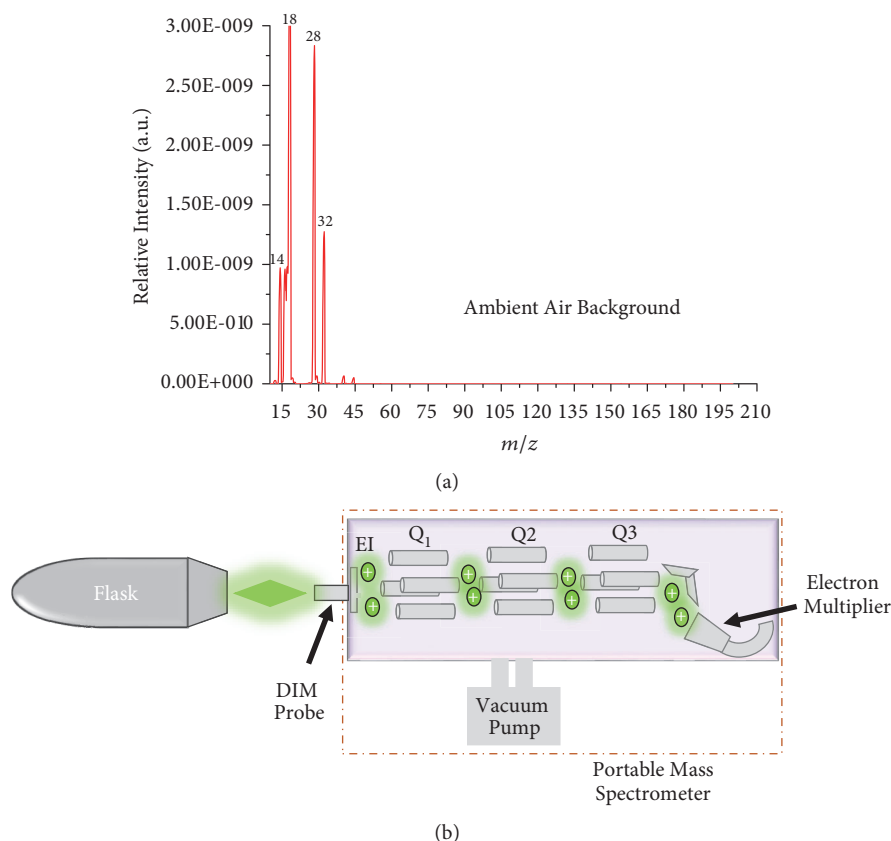 3.00E-009
2.50E-009
2.00E-009
1.50E-009
1.00E-009
5.00E-010
0.00E+000
Relative Intensity (a.u.)
18
28
32
14
Ambient Air Background
15 30 45 60 75 90 105 120 135 145 165 180 195 210
m/z
(a)
EI
Q1
Q2
Q3
Flask
Electron
Multiplier
DIM
Probe
Vacuum
Pump
Portable Mass
Spectrometer
(b)